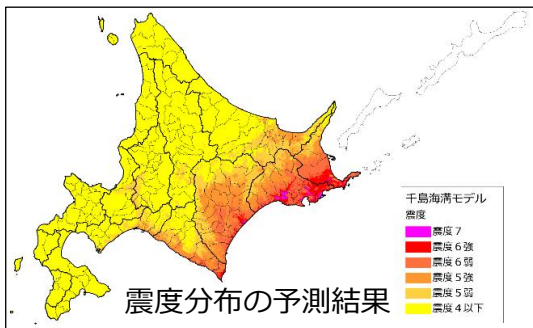 千島海溝モデル
震度
震度7
震度6強
震度6弱
震度5強
震度5弱
震度4以下
震度分布の予測結果